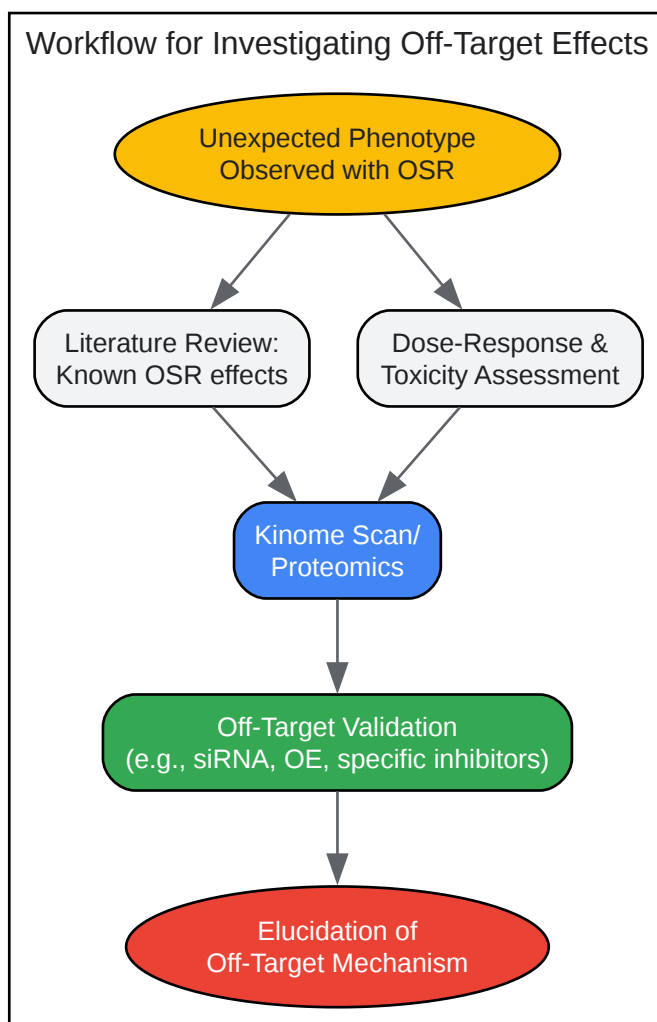 Workflow for Investigating Off-Target Effects
Unexpected Phenotype
Observed with OSR
Literature Review:
Known OSR effects
Dose-Response &
Toxicity Assessment
Kinome Scan/
Proteomics
Off-Target Validation
(e.g., siRNA, OE, specific inhibitors)
Elucidation of
Off-Target Mechanism